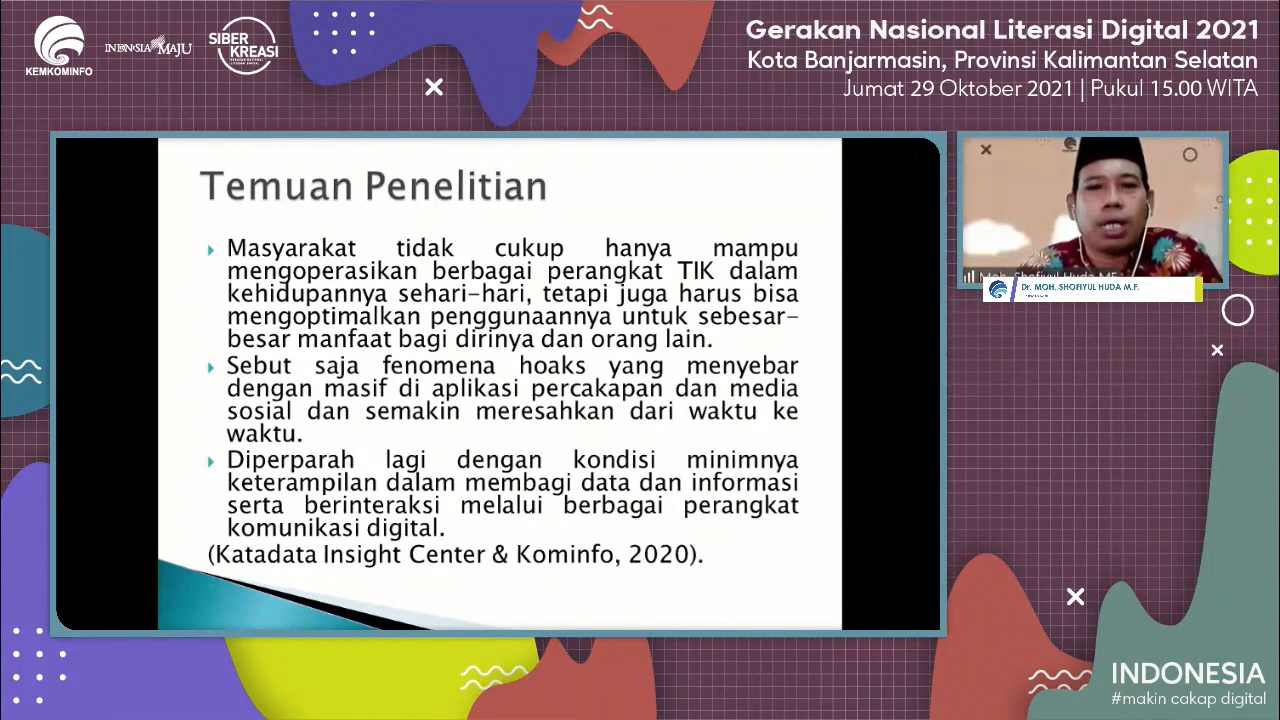 KEMKOMINFO
INDONESIA MAJU
SIBER
KREASI
Gerakan Nasional Literasi Digital 2021
Kota Banjarmasin, Provinsi Kalimantan Selatan
Jumat 29 Oktober 2021 | Pukul 15.00 WITA
Temuan Penelitian
Masyarakat tidak cukup hanya mampu
mengoperasikan berbagai perangkat TIK dalam
kehidupannya sehari-hari, tetapi juga harus bisa
mengoptimalkan penggunaannya untuk sebesar-
besar manfaat bagi dirinya dan orang lain.
Sebut saja fenomena hoaks yang menyebar
dengan masif di aplikasi percakapan dan media
sosial dan semakin meresahkan dari waktu ke
waktu.
Diperparah lagi dengan kondisi minimnya
keterampilan dalam membagi data dan informasi
serta berinteraksi melalui berbagai perangkat
komunikasi digital.
(Katadata Insight Center & Kominfo, 2020).
Moh. Shofiyul Huda MF
Dr. MOH. SHOFIYUL HUDA M.F.
INDONESIA
#makin cakap digital